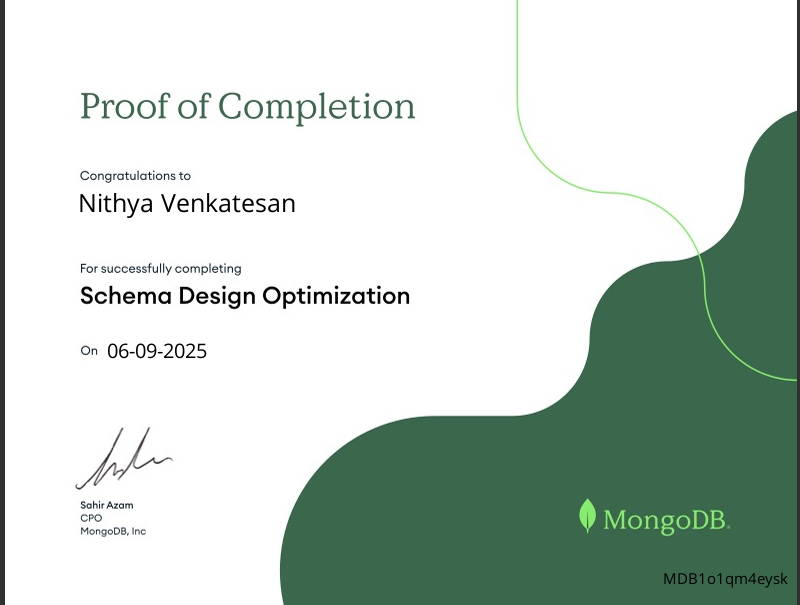 Proof of Completion
Congratulations to
Nithya Venkatesan
For successfully completing
Schema Design Optimization
On 06-09-2025
Sahir Azam
CPO
MongoDB, Inc
MongoDB.
MDB1o1qm4eysk